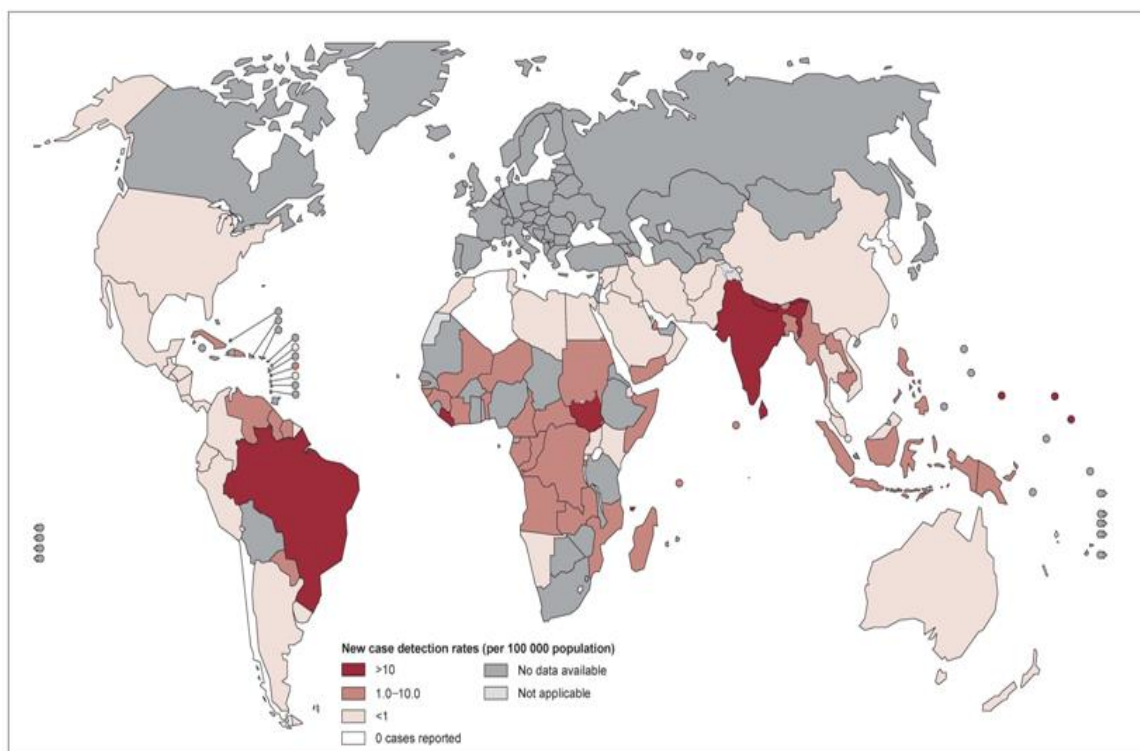 New case detection rates (per 100 000 population)
>10
No data available
1.0–10.0
Not applicable
<1
0 cases reported